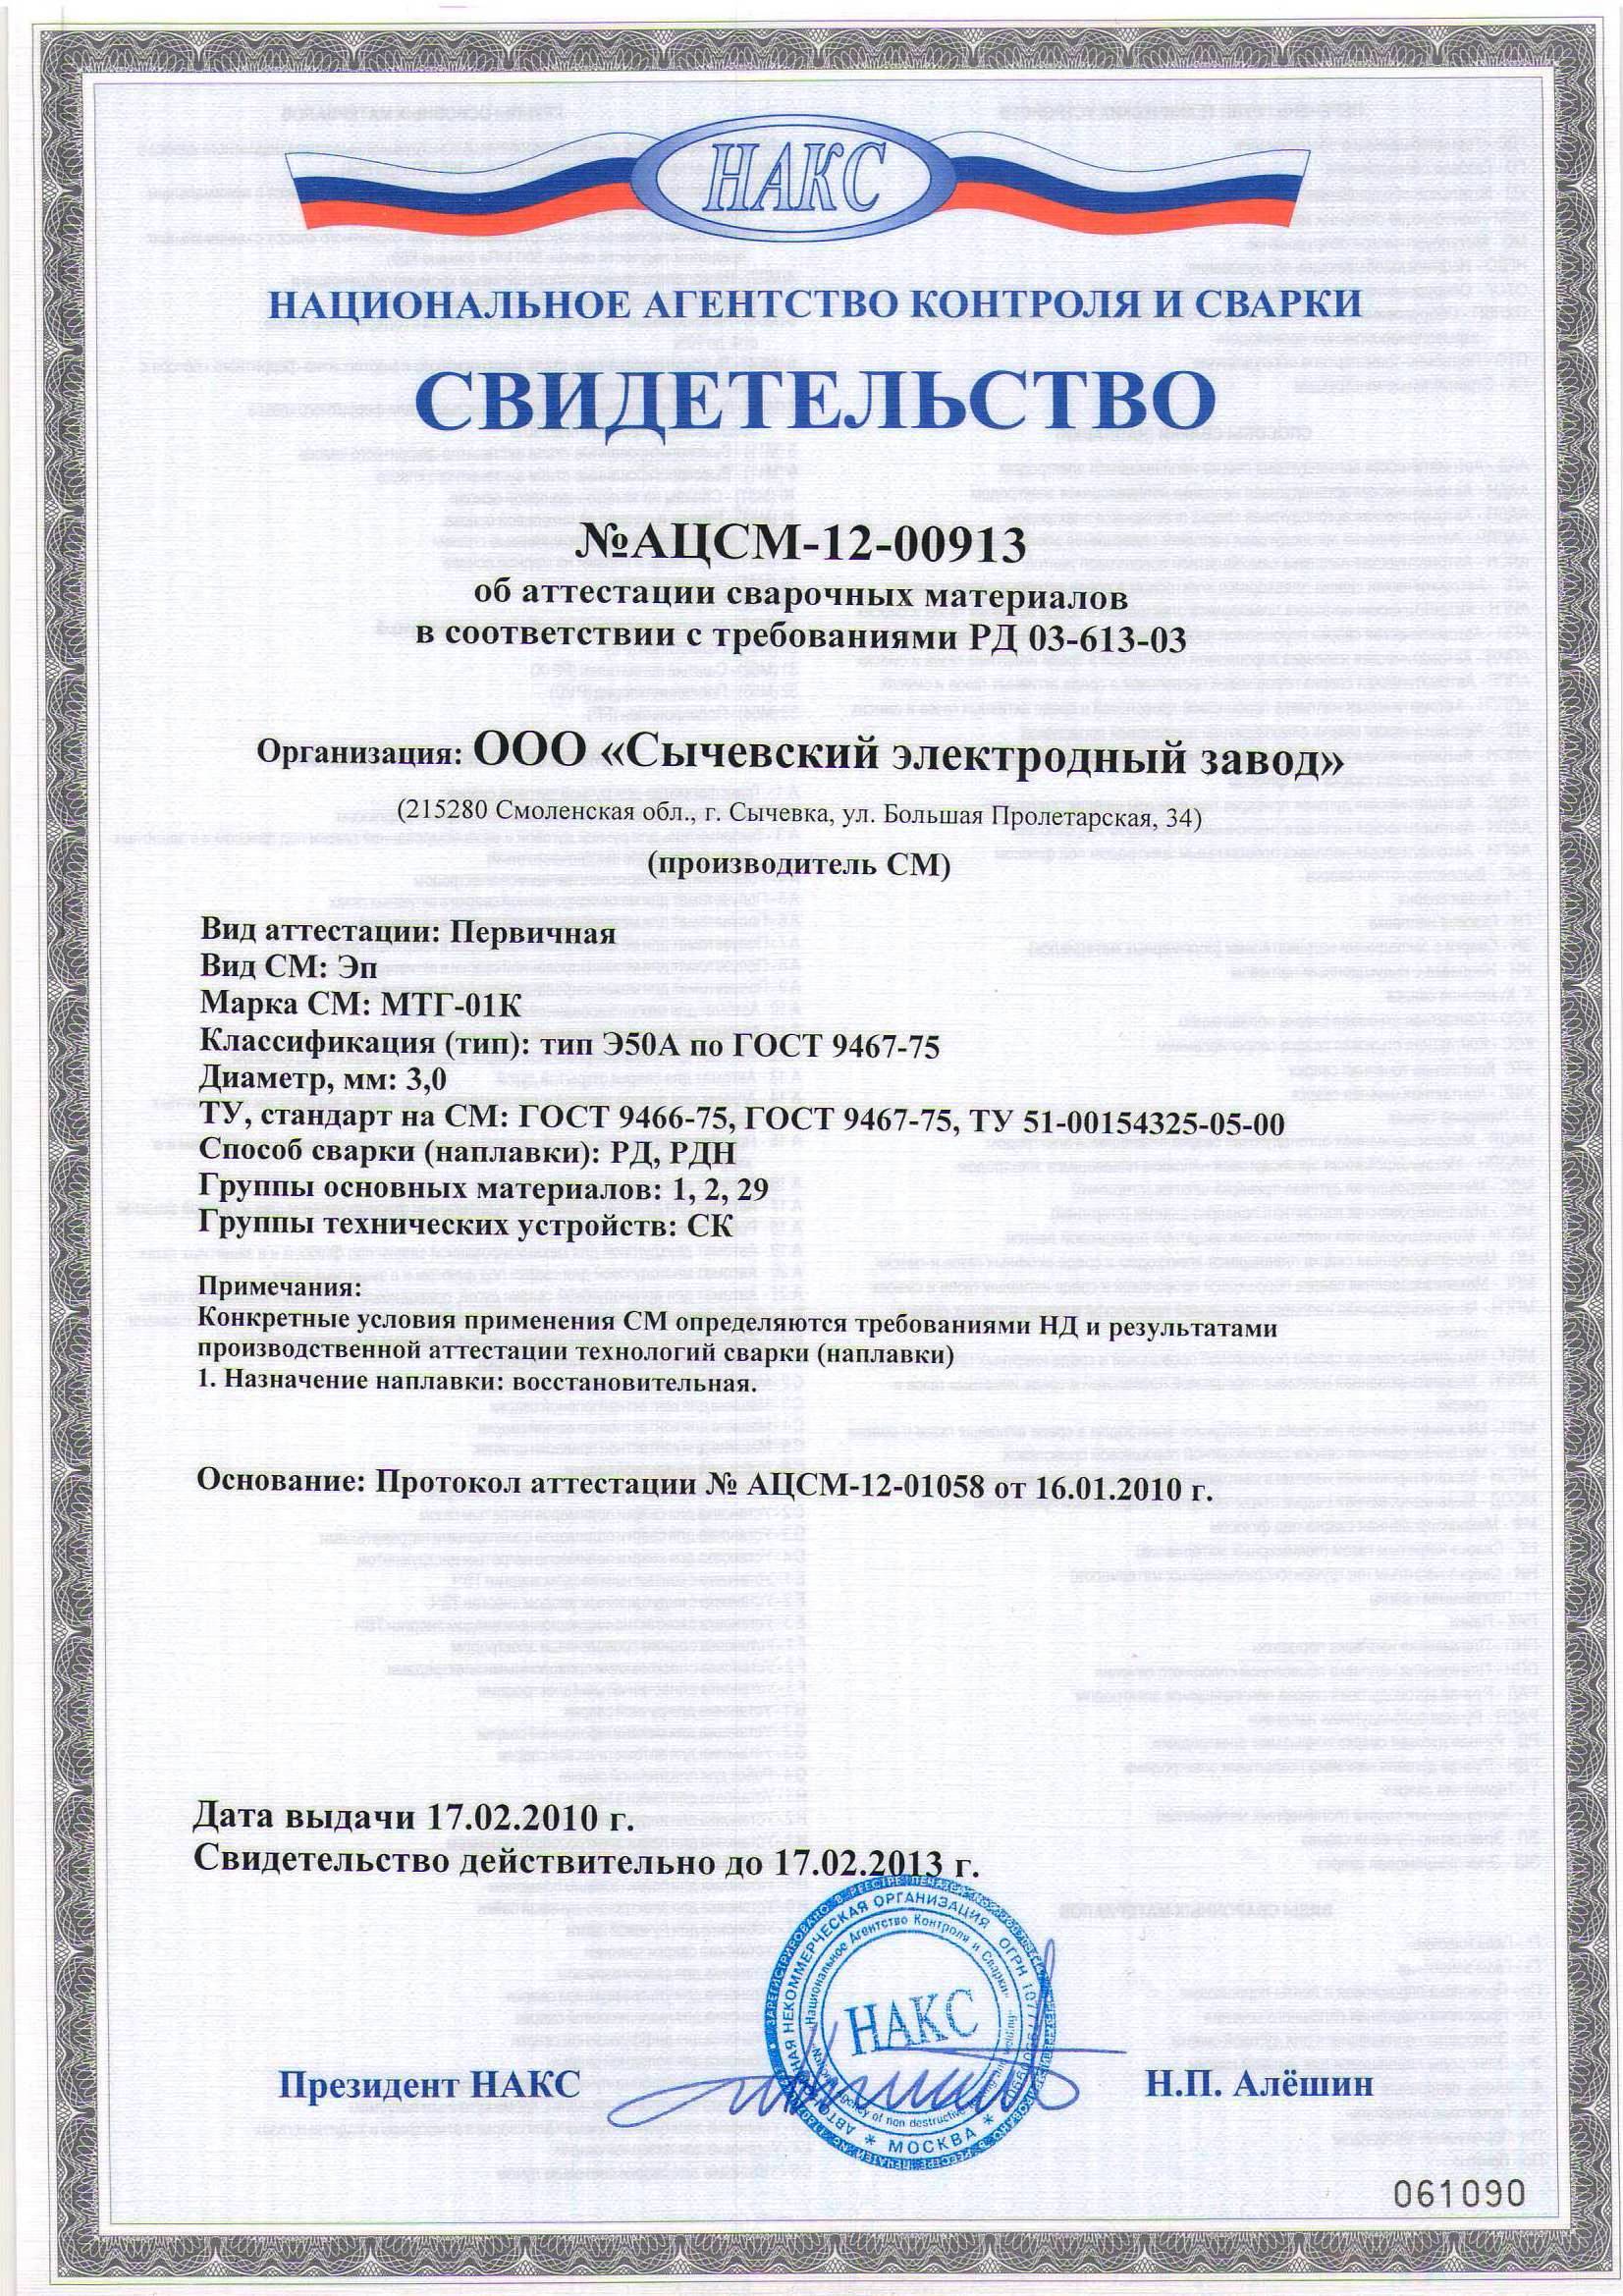 НАКС
НАЦИОНАЛЬНОЕ АГЕНТСТВО КОНТРОЛЯ И СВАРКИ
СВИДЕТЕЛЬСТВО
№АЦСМ-12-00913
об аттестации сварочных материалов
в соответствии с требованиями РД 03-613-03
Организация: ООО «Сычевский электродный завод»
(215280 Смоленская обл., г. Сычевка, ул. Большая Пролетарская, 34)
(производитель СМ)
Вид аттестации: Первичная
Вид СМ: Эп
Марка СМ: МТГ-01К
Классификация (тип): тип Э50А по ГОСТ 9467-75
Диаметр, мм: 3,0
ТУ, стандарт на СМ: ГОСТ 9466-75, ГОСТ 9467-75, ТУ 51-00154325-05-00
Способ сварки (наплавки): РД, РДН
Группы основных материалов: 1, 2, 29
Группы технических устройств: СК
Примечания:
Конкретные условия применения СМ определяются требованиями НД и результатами
производственной аттестации технологий сварки (наплавки)
1. Назначение наплавки: восстановительная.
Основание: Протокол аттестации № АЦСМ-12-01058 от 16.01.2010 г.
Дата выдачи 17.02.2010 г.
Свидетельство действительно до 17.02.2013 г.
НЕКОММЕРЧЕСКАЯ ОРГАНИЗАЦИЯ
Национальное Агентство Контроля и Сварки
НАКС
* МОСКВА *
Президент НАКС
Н.П. Алёшин
061090